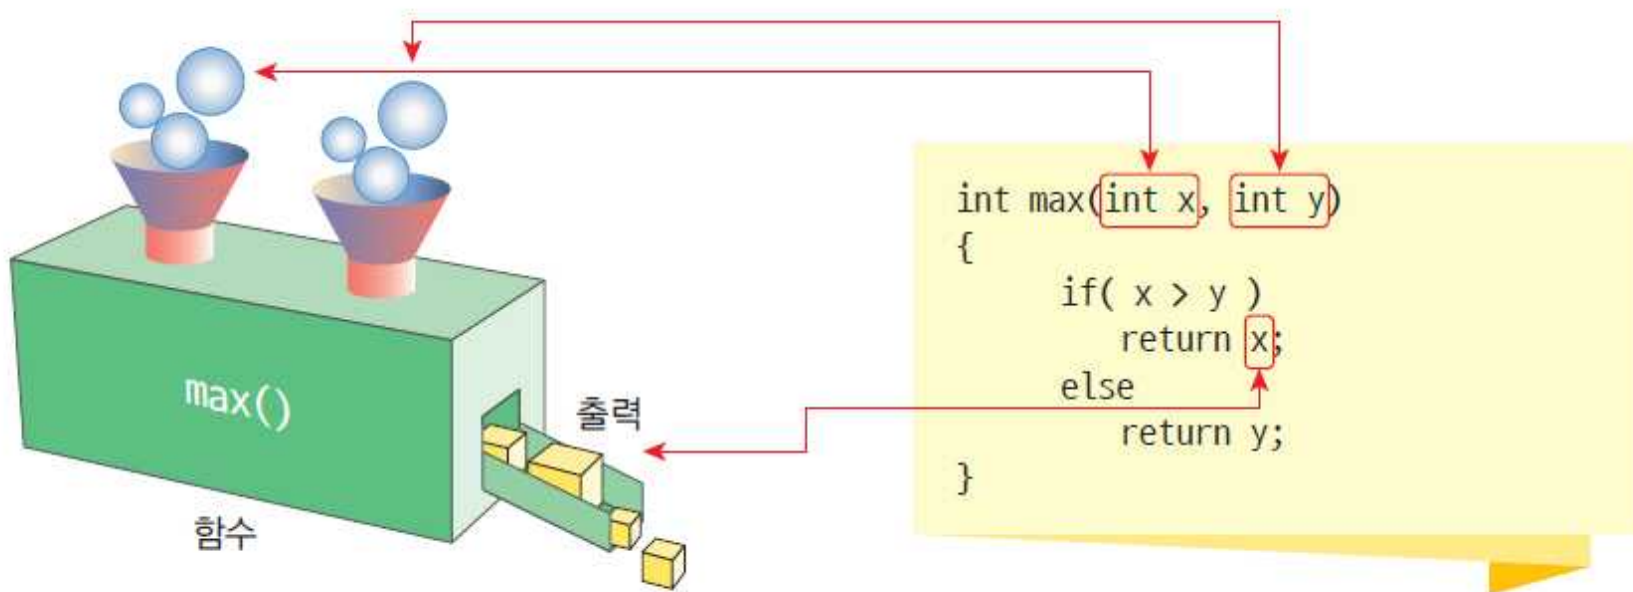 max()
함수
출력
int max(int x, int y)
{
if( x > y )
return x;
else
return y;
}